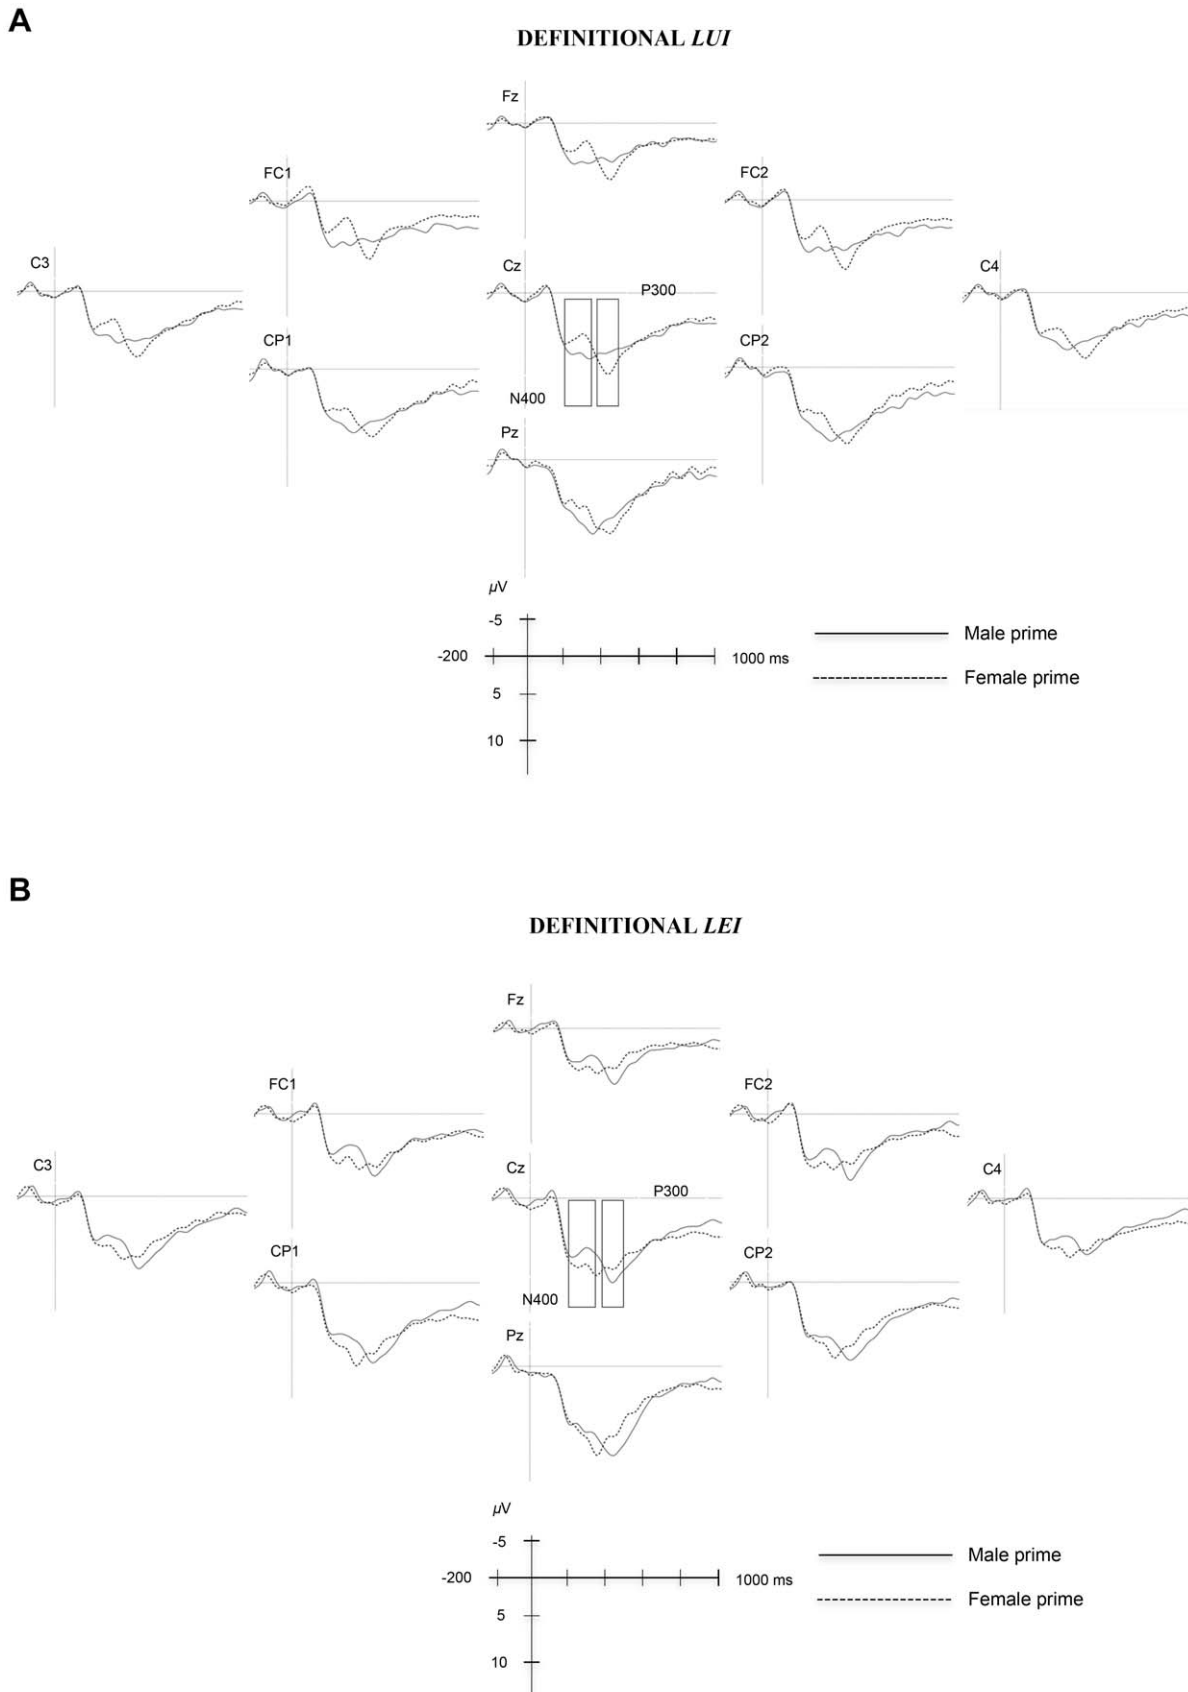 A
DEFINITIONAL LUI
Fz
FC1
FC2
C3
Cz
P300
C4
CP1
CP2
N400
Pz
µV
-5
-200
1000 ms
5
10
Male prime
Female prime
B
DEFINITIONAL LEI
Fz
FC1
FC2
C3
Cz
P300
C4
CP1
CP2
N400
Pz
µV
-5
-200
1000 ms
5
10
Male prime
Female prime